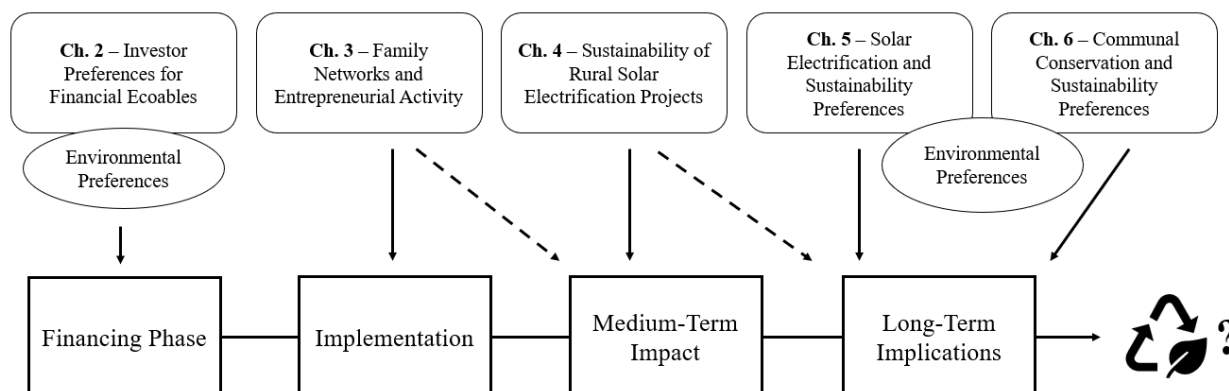 Ch. 2 – Investor
Preferences for
Financial Ecoables
Ch. 3 – Family
Networks and
Entrepreneurial Activity
Ch. 4 – Sustainability of
Rural Solar
Electrification Projects
Ch. 5 – Solar
Electrification and
Sustainability
Preferences
Ch. 6 – Communal
Conservation and
Sustainability
Preferences
Environmental
Preferences
Environmental
Preferences
Financing Phase
Implementation
Medium-Term
Impact
Long-Term
Implications
?